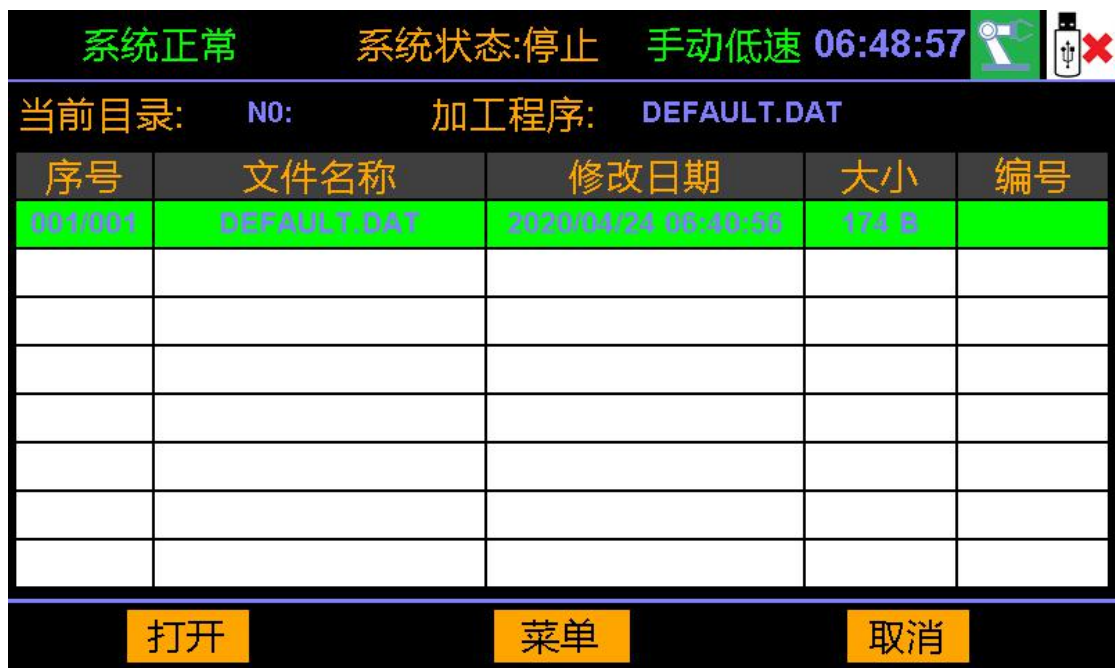 系统正常 系统状态:停止 手动低速 06:48:57
当前目录: N0: 加工程序: DEFAULT.DAT
序号 文件名称 修改日期 大小 编号
001/001 DEFAULT.DAT 2020/04/24 06:40:56 174 B
打开 菜单 取消